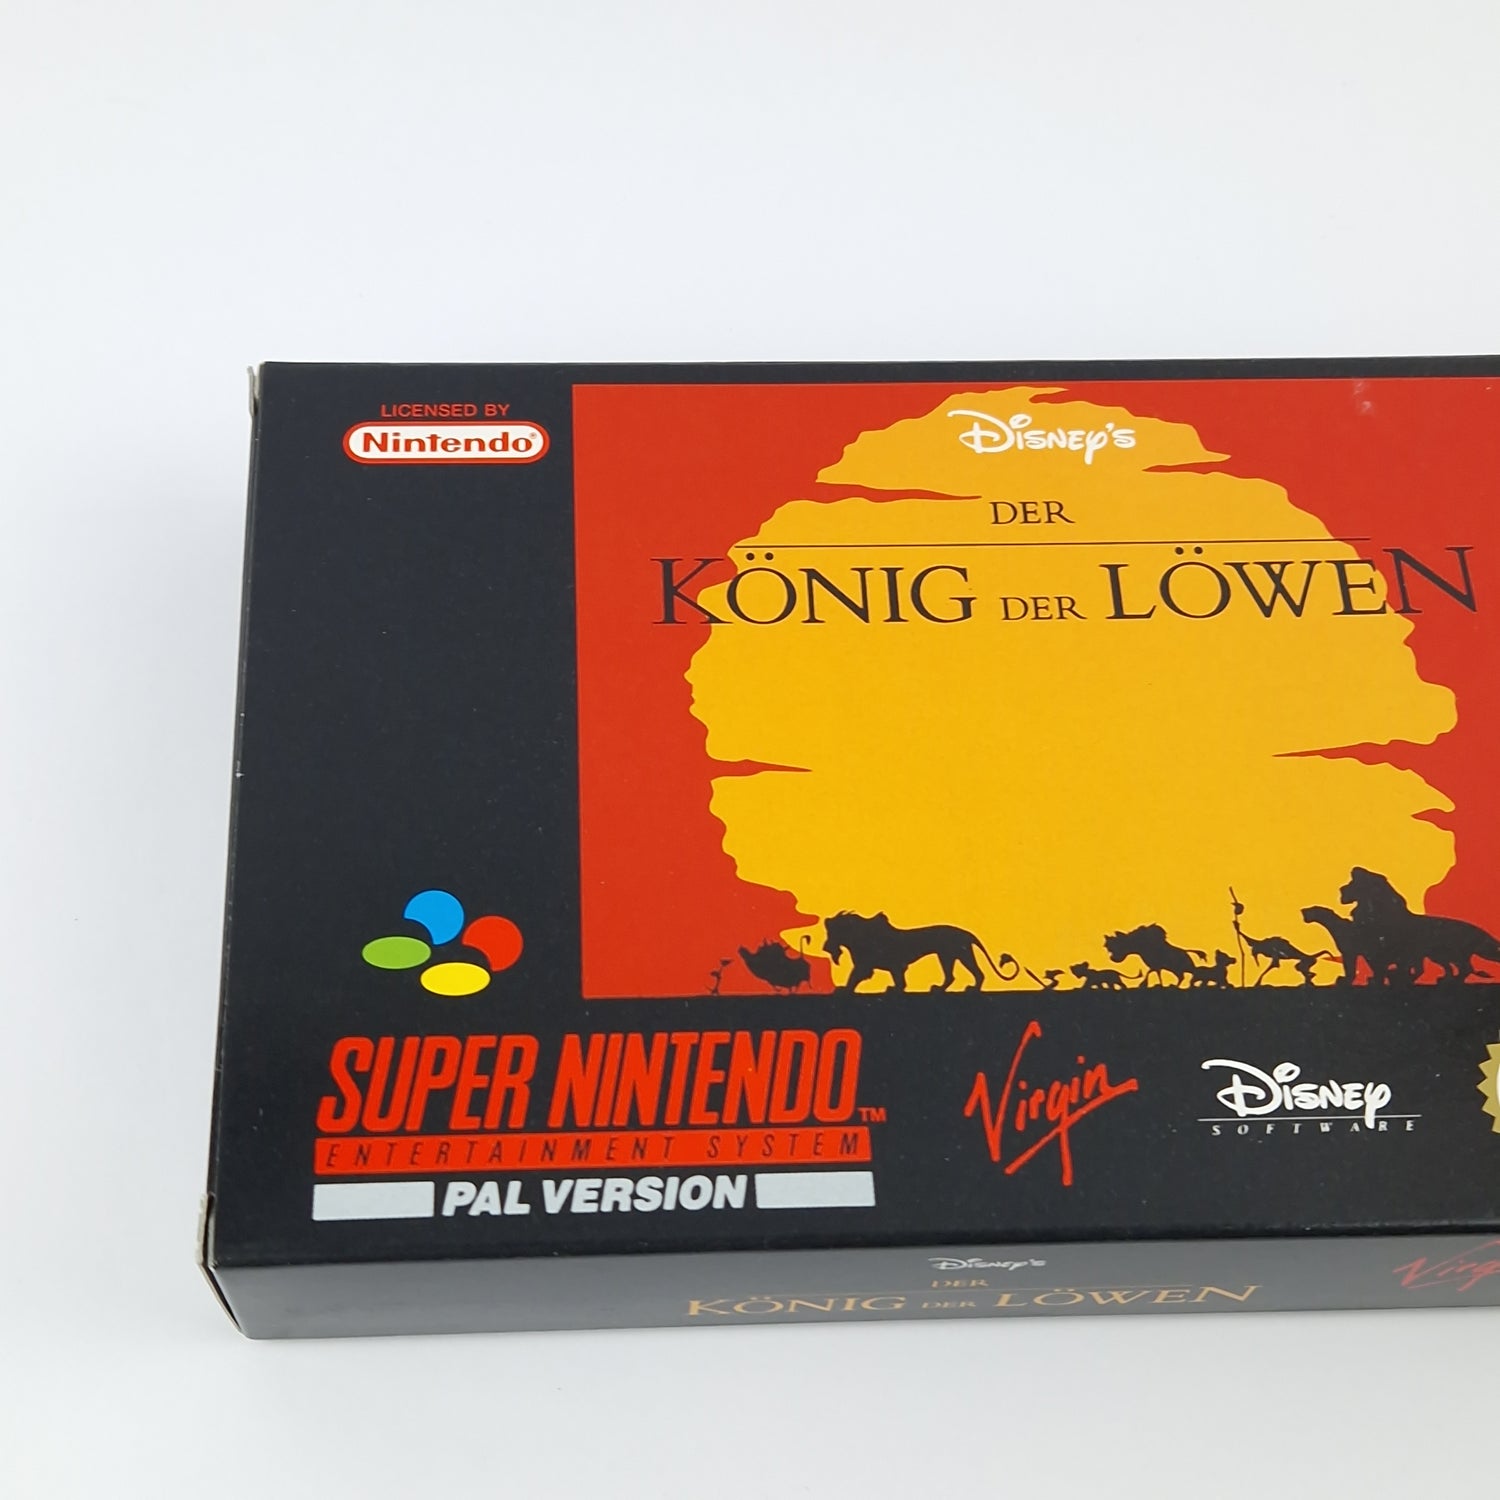 LICENSED BY
Nintendo®
Disney's
DER
KÖNIG DER LÖWEN
SUPER NINTENDO™
ENTERTAINMENT SYSTEM
PAL VERSION
Virgin
Disney
SOFTWARE
Disney's
DER
KÖNIG DER LÖWEN